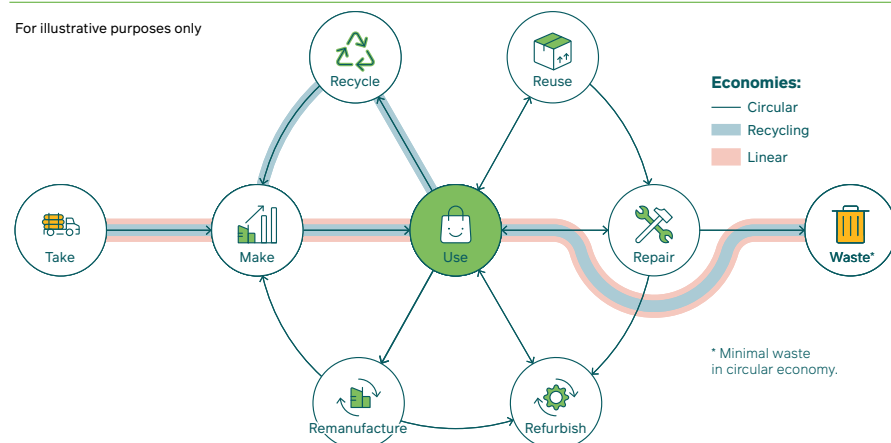 For illustrative purposes only
Recycle
Reuse
Economies:
Circular
Recycling
Linear
Take
Make
Use
Repair
Waste*
* Minimal waste
in circular economy.
Remanufacture
Refurbish